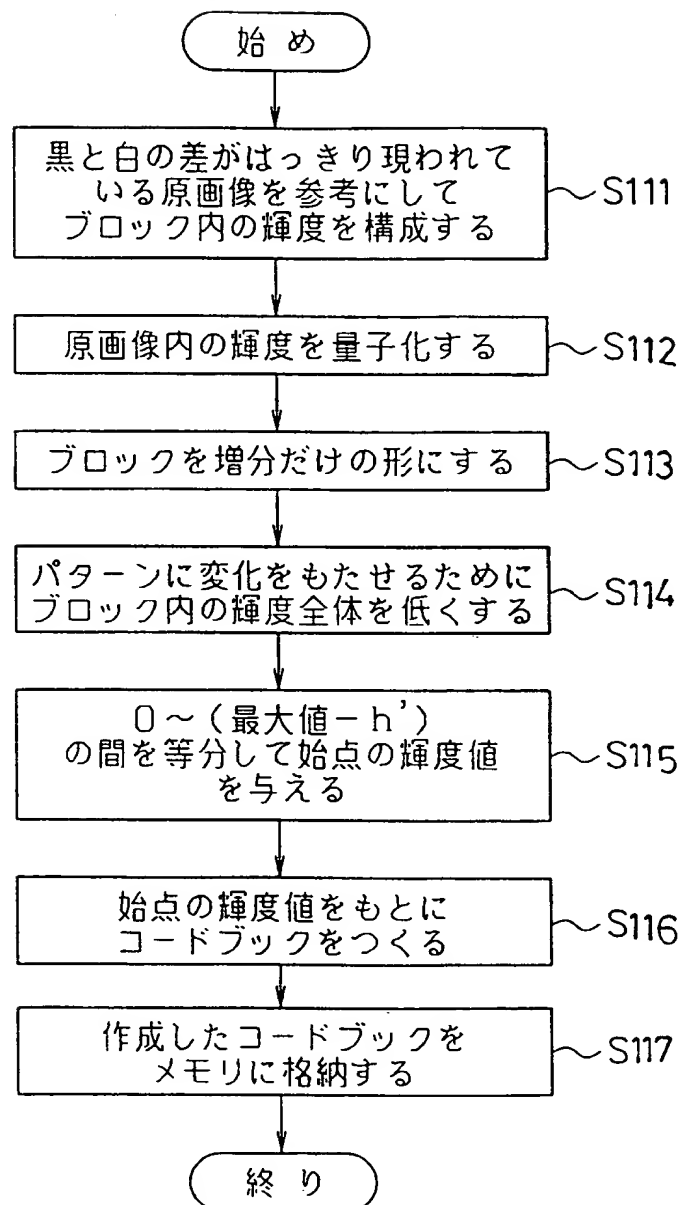 始め
黒と白の差がはっきり現われて
いる原画像を参考にして
ブロック内の輝度を構成する
S111
原画像内の輝度を量子化する
S112
ブロックを増分だけの形にする
S113
パターンに変化をもたせるために
ブロック内の輝度全体を低くする
S114
0～(最大値－h')
の間を等分して始点の輝度値
を与える
S115
始点の輝度値をもとに
コードブックをつくる
S116
作成したコードブックを
メモリに格納する
S117
終り